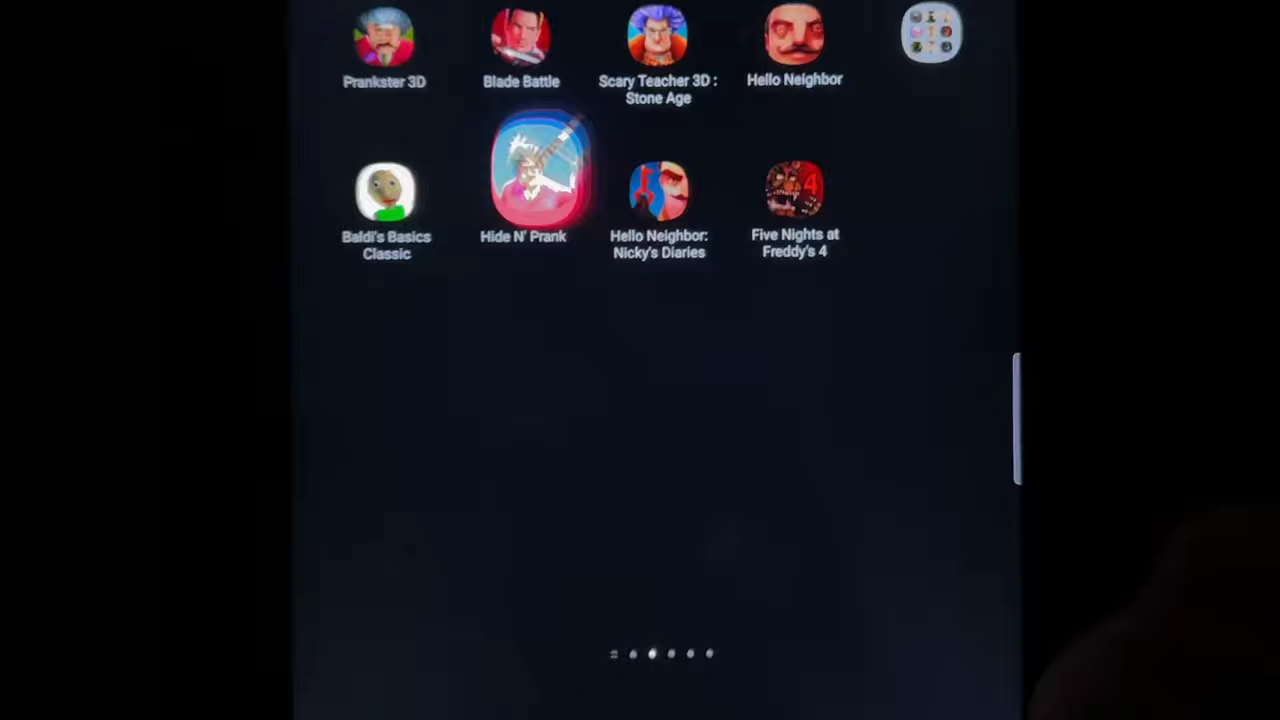 Prankster 3D
Blade Battle
Scary Teacher 3D :
Stone Age
Hello Neighbor
Baldi's Basics
Classic
Hide N' Prank
Hello Neighbor:
Nicky's Diaries
4
Five Nights at
Freddy's 4